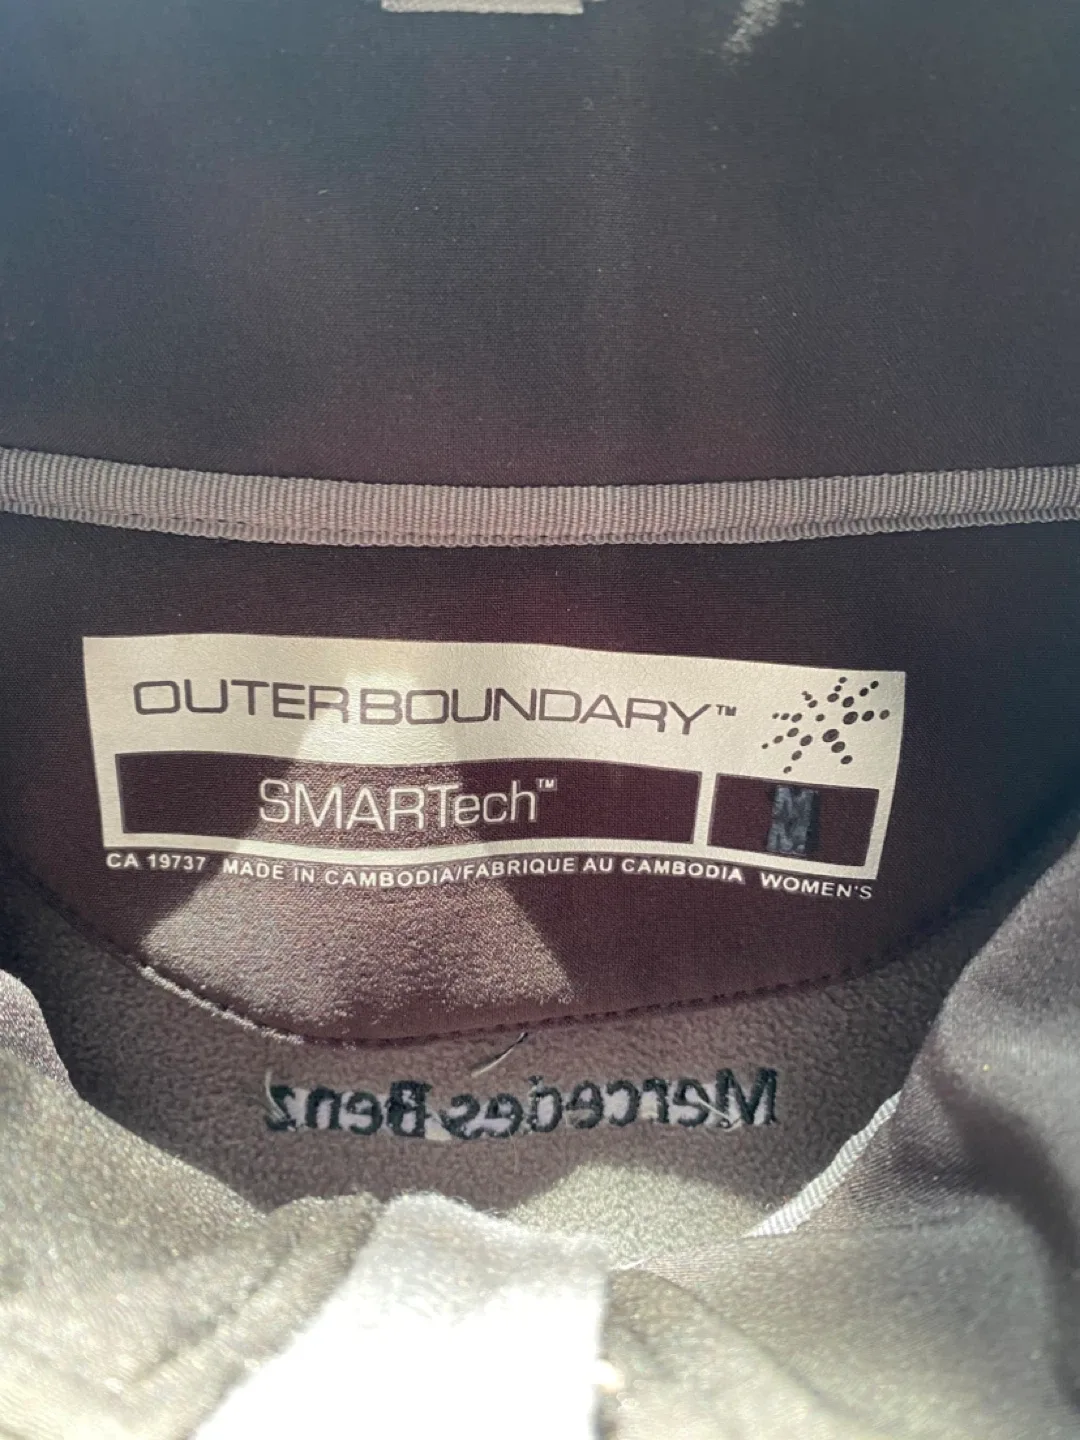 OUTER BOUNDARY™
SMARTech™
M
CA 19737 MADE IN CAMBODIA/FABRIQUE AU CAMBODIA WOMEN'S
Mercedes-Benz